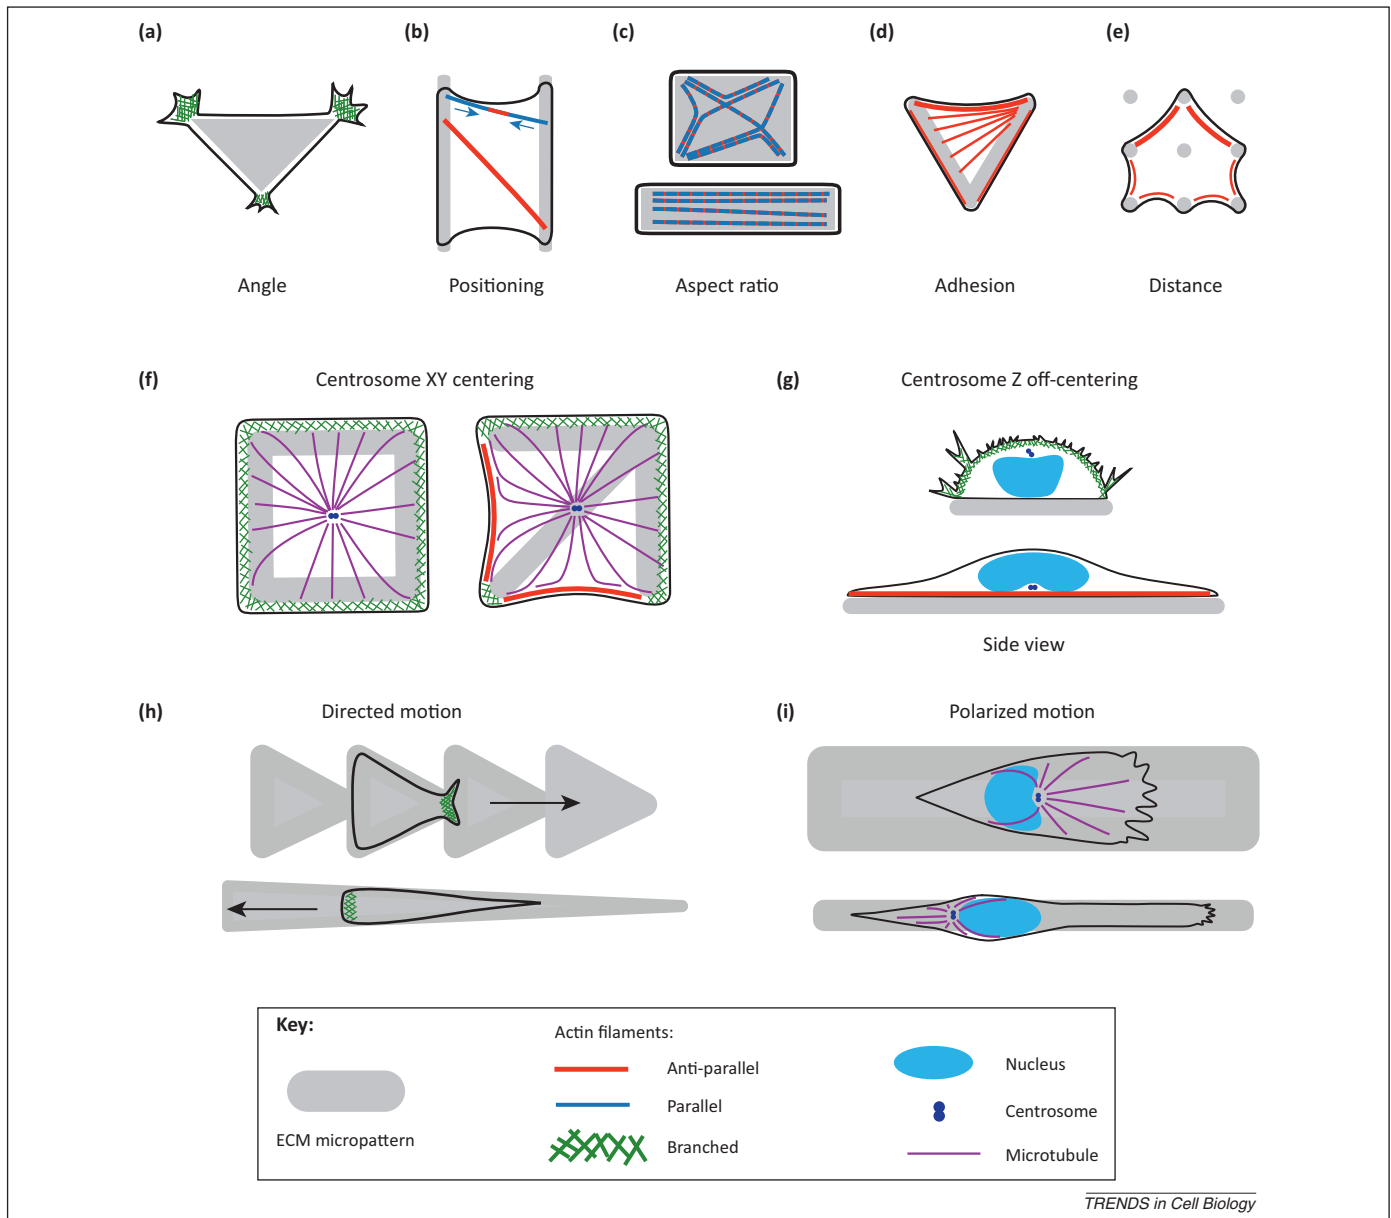 (a)
(b)
(c)
(d)
(e)
Angle
Positioning
Aspect ratio
Adhesion
Distance
(f)
Centrosome XY centering
(g)
Centrosome Z off-centering
Side view
(h)
Directed motion
(i)
Polarized motion
Key:
ECM micropattern
Actin filaments:
Anti-parallel
Parallel
Branched
Nucleus
Centrosome
Microtubule
TRENDS in Cell Biology